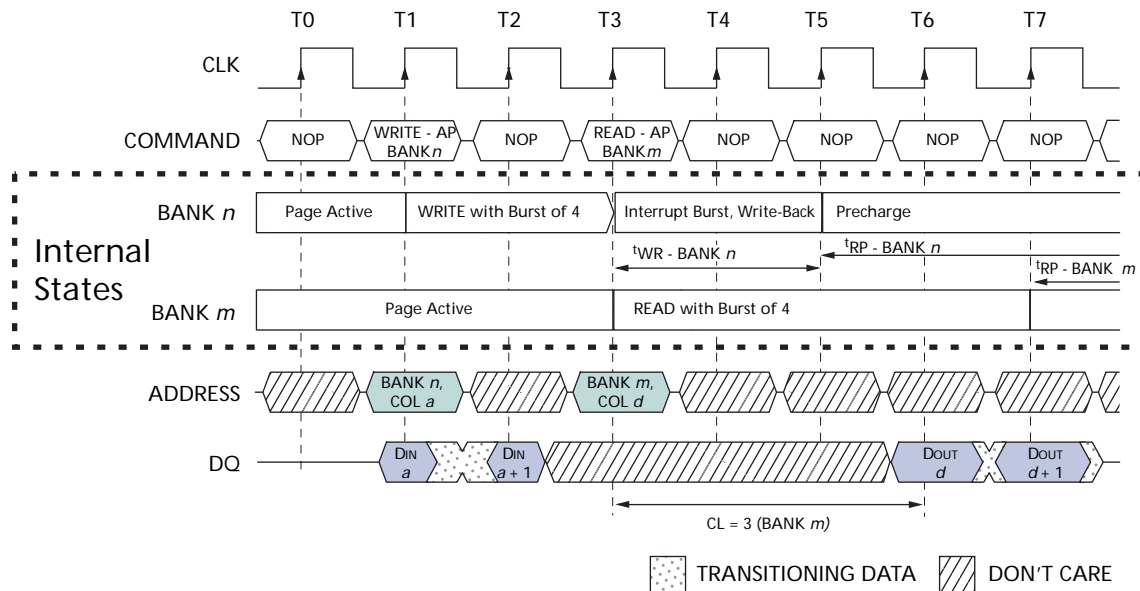 T0 T1 T2 T3 T4 T5 T6 T7
CLK
COMMAND
NOP
WRITE - AP
BANK n
NOP
READ - AP
BANK m
NOP
NOP
NOP
NOP
Internal
States
BANK n
Page Active
WRITE with Burst of 4
Interrupt Burst, Write-Back
Precharge
tWR - BANK n
tRP - BANK n
tRP - BANK m
BANK m
Page Active
READ with Burst of 4
ADDRESS
BANK n,
COL a
BANK m,
COL d
DQ
DIN
a
DIN
a + 1
DOUT
d
DOUT
d + 1
CL = 3 (BANK m)
TRANSITIONING DATA
DON'T CARE